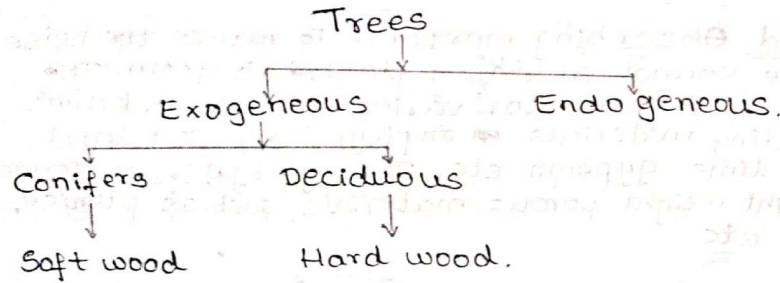 Trees
Exogeneous Endogeneous.
Conifers Deciduous
Soft wood Hard wood.